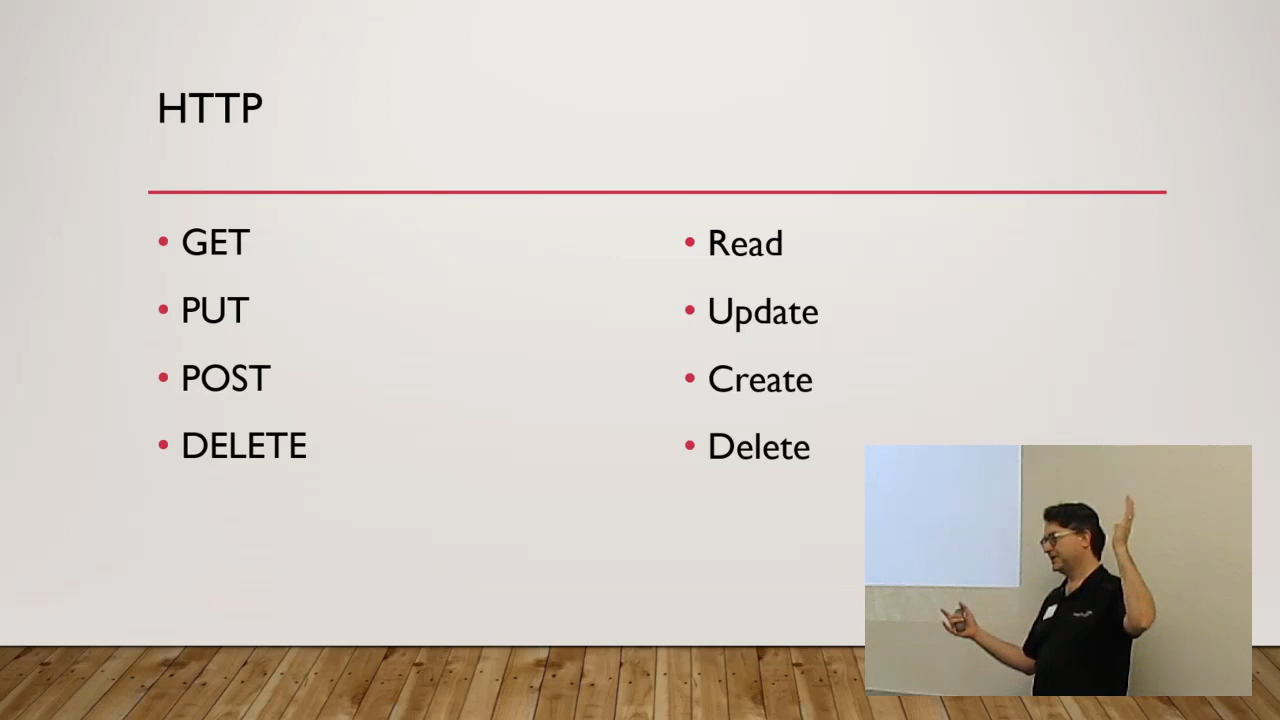 HTTP
GET
PUT
POST
DELETE
Read
Update
Create
Delete